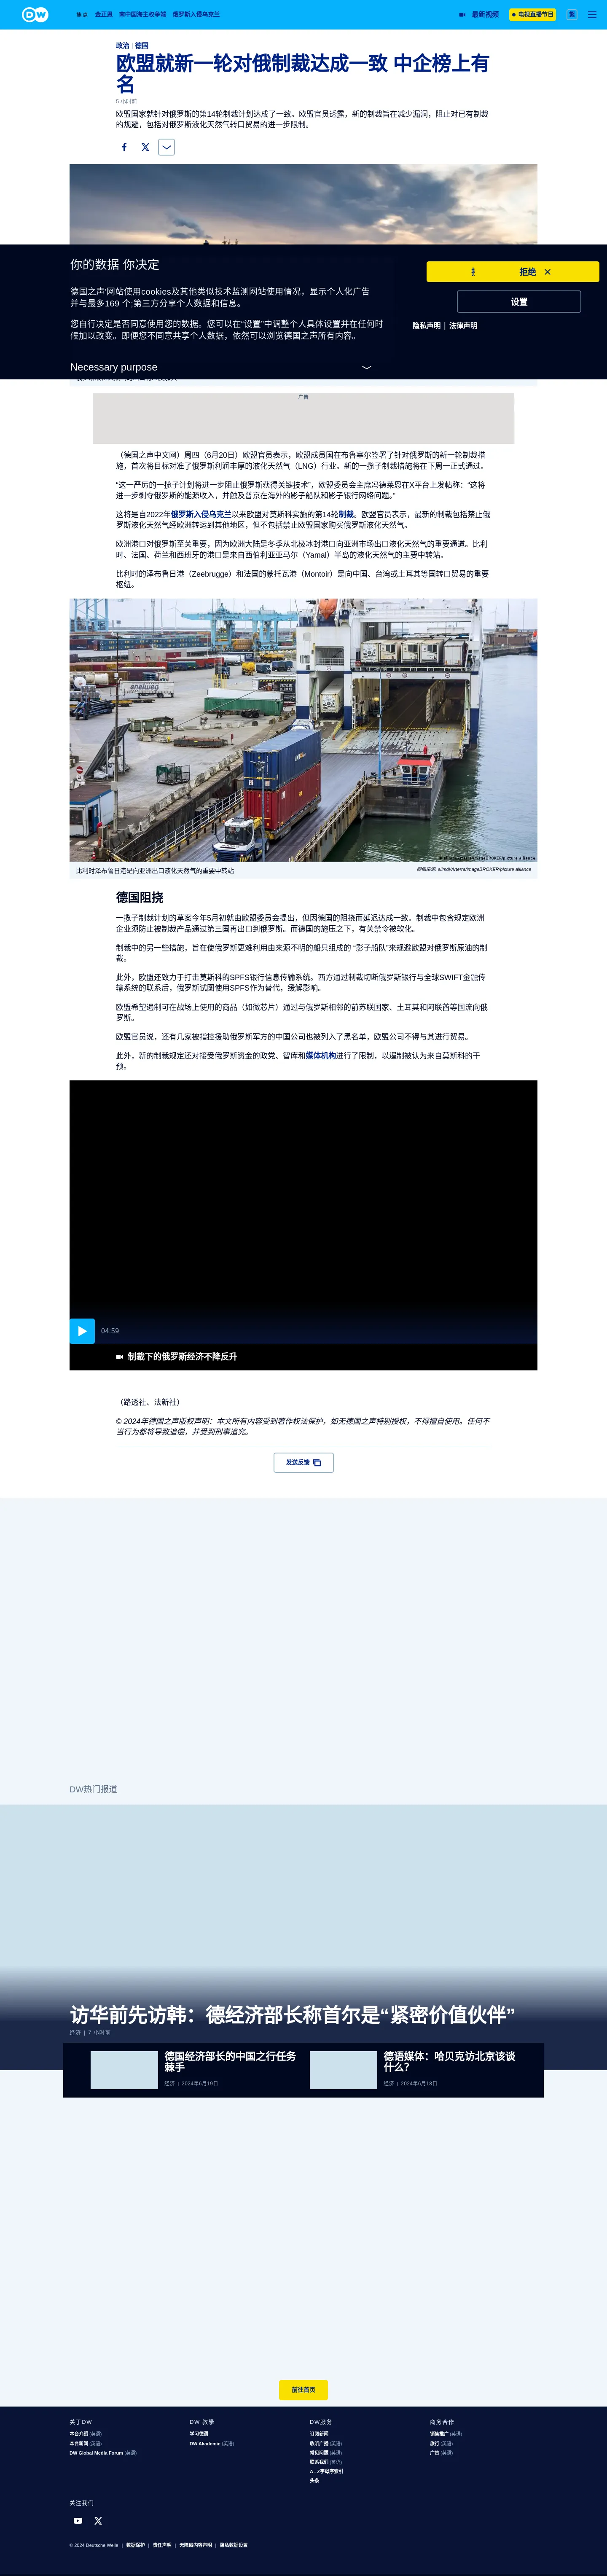 DW
焦点 金正恩 南中国海主权争端 俄罗斯入侵乌克兰
最新视频
电视直播节目
繁
政治 | 德国
欧盟就新一轮对俄制裁达成一致 中企榜上有
名
5 小时前
欧盟国家就针对俄罗斯的第14轮制裁计划达成了一致。欧盟官员透露，新的制裁旨在减少漏洞，阻止对已有制裁
的规避，包括对俄罗斯液化天然气转口贸易的进一步限制。
你的数据 你决定
德国之声'网站使用cookies及其他类似技术监测网站使用情况，显示个人化广告
并与最多169 个;第三方分享个人数据和信息。
您自行决定是否同意使用您的数据。您可以在“设置”中调整个人具体设置并在任何时
候加以改变。即便您不同意共享个人数据，依然可以浏览德国之声所有内容。
Necessary purpose
拒绝
设置
隐私声明 | 法律声明
广告
（德国之声中文网）周四（6月20日）欧盟官员表示，欧盟成员国在布鲁塞尔签署了针对俄罗斯的新一轮制裁措
施，首次将目标对准了俄罗斯利润丰厚的液化天然气（LNG）行业。新的一揽子制裁措施将在下周一正式通过。
“这一严厉的一揽子计划将进一步阻止俄罗斯获得关键技术”，欧盟委员会主席冯德莱恩在X平台上发帖称：“这将
进一步剥夺俄罗斯的能源收入，并触及普京在海外的影子船队和影子银行网络问题。”
这将是自2022年俄罗斯入侵乌克兰以来欧盟对莫斯科实施的第14轮制裁。欧盟官员表示，最新的制裁包括禁止俄
罗斯液化天然气经欧洲转运到其他地区，但不包括禁止欧盟国家购买俄罗斯液化天然气。
欧洲港口对俄罗斯至关重要，因为欧洲大陆是冬季从北极冰封港口向亚洲市场出口液化天然气的重要通道。比利
时、法国、荷兰和西班牙的港口是来自西伯利亚亚马尔（Yamal）半岛的液化天然气的主要中转站。
比利时的泽布鲁日港（Zeebrugge）和法国的蒙托瓦港（Montoir）是向中国、台湾或土耳其等国转口贸易的重要
枢纽。
比利时泽布鲁日港是向亚洲出口液化天然气的重要中转站
图像来源: alimdi/Arterra/imageBROKER/picture alliance
德国阻挠
一揽子制裁计划的草案今年5月初就由欧盟委员会提出，但因德国的阻挠而延迟达成一致。制裁中包含规定欧洲
企业须防止被制裁产品通过第三国再出口到俄罗斯。而德国的施压之下，有关禁令被软化。
制裁中的另一些措施，旨在使俄罗斯更难利用由来源不明的船只组成的 “影子船队”来规避欧盟对俄罗斯原油的制
裁。
此外，欧盟还致力于打击莫斯科的SPFS银行信息传输系统。西方通过制裁切断俄罗斯银行与全球SWIFT金融传
输系统的联系后，俄罗斯试图使用SPFS作为替代，缓解影响。
欧盟希望遏制可在战场上使用的商品（如微芯片）通过与俄罗斯相邻的前苏联国家、土耳其和阿联酋等国流向俄
罗斯。
欧盟官员说，还有几家被指控援助俄罗斯军方的中国公司也被列入了黑名单，欧盟公司不得与其进行贸易。
此外，新的制裁规定还对接受俄罗斯资金的政党、智库和媒体机构进行了限制，以遏制被认为来自莫斯科的干
预。
04:59
制裁下的俄罗斯经济不降反升
（路透社、法新社）
© 2024年德国之声版权声明：本文所有内容受到著作权法保护，如无德国之声特别授权，不得擅自使用。任何不
当行为都将导致追偿，并受到刑事追究。
发送反馈
DW热门报道
访华前先访韩：德经济部长称首尔是“紧密价值伙伴”
经济 | 7 小时前
德国经济部长的中国之行任务
棘手
经济 | 2024年6月19日
德语媒体：哈贝克访北京该谈
什么？
经济 | 2024年6月18日
前往首页
关于DW
本台介绍 (英语)
本台新闻 (英语)
DW Global Media Forum (英语)
DW 教學
学习德语
DW Akademie (英语)
DW服务
订阅新闻
收听广播 (英语)
常见问题 (英语)
联系我们 (英语)
A - Z字母序索引
头条
商务合作
销售推广 (英语)
旅行 (英语)
广告 (英语)
关注我们
© 2024 Deutsche Welle | 数据保护 | 责任声明 | 无障碍内容声明 | 隐私数据设置